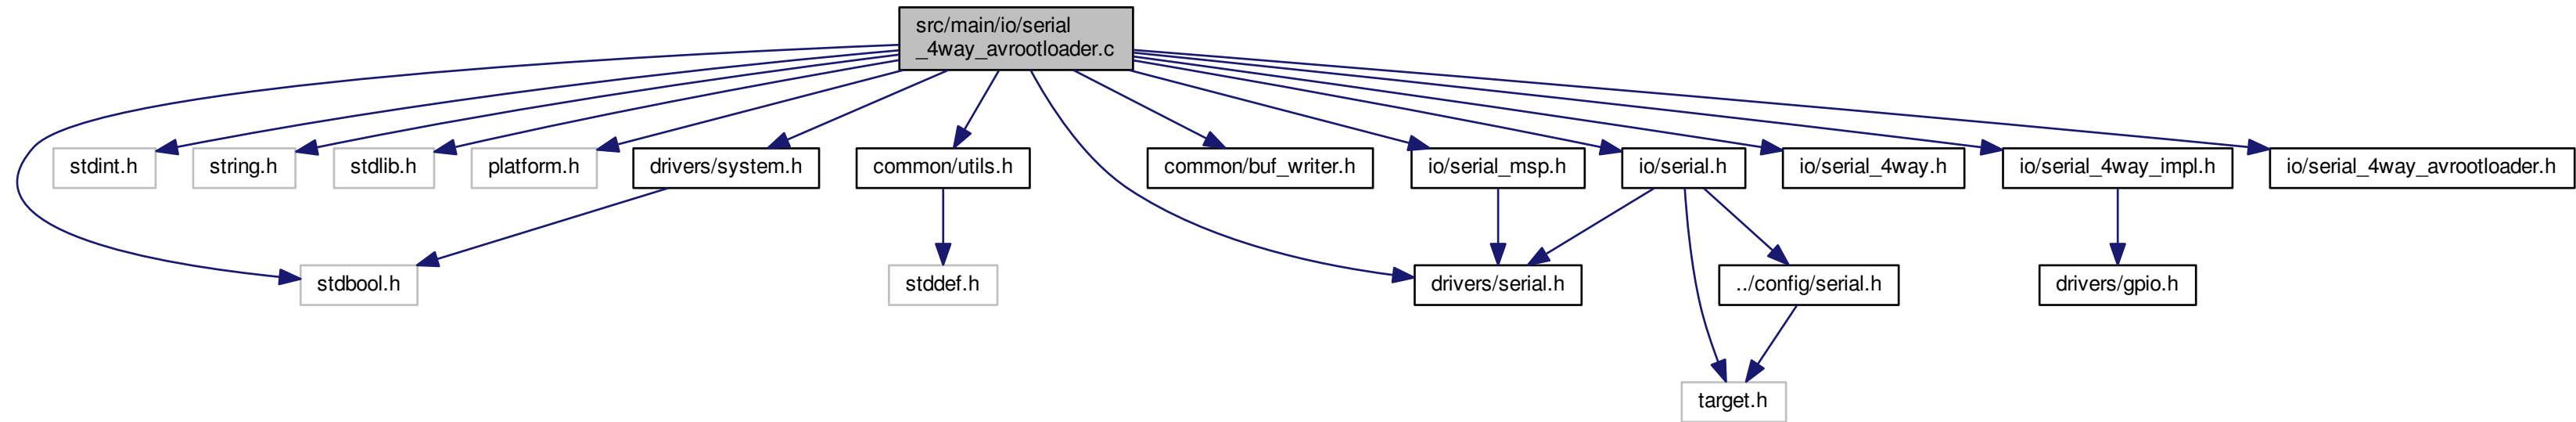 src/main/io/serial
_4way_avrootloader.c
stdint.h
string.h
stdlib.h
platform.h
drivers/system.h
common/utils.h
common/buf_writer.h
io/serial_msp.h
io/serial.h
io/serial_4way.h
io/serial_4way_impl.h
io/serial_4way_avrootloader.h
stdbool.h
stddef.h
drivers/serial.h
../config/serial.h
drivers/gpio.h
target.h